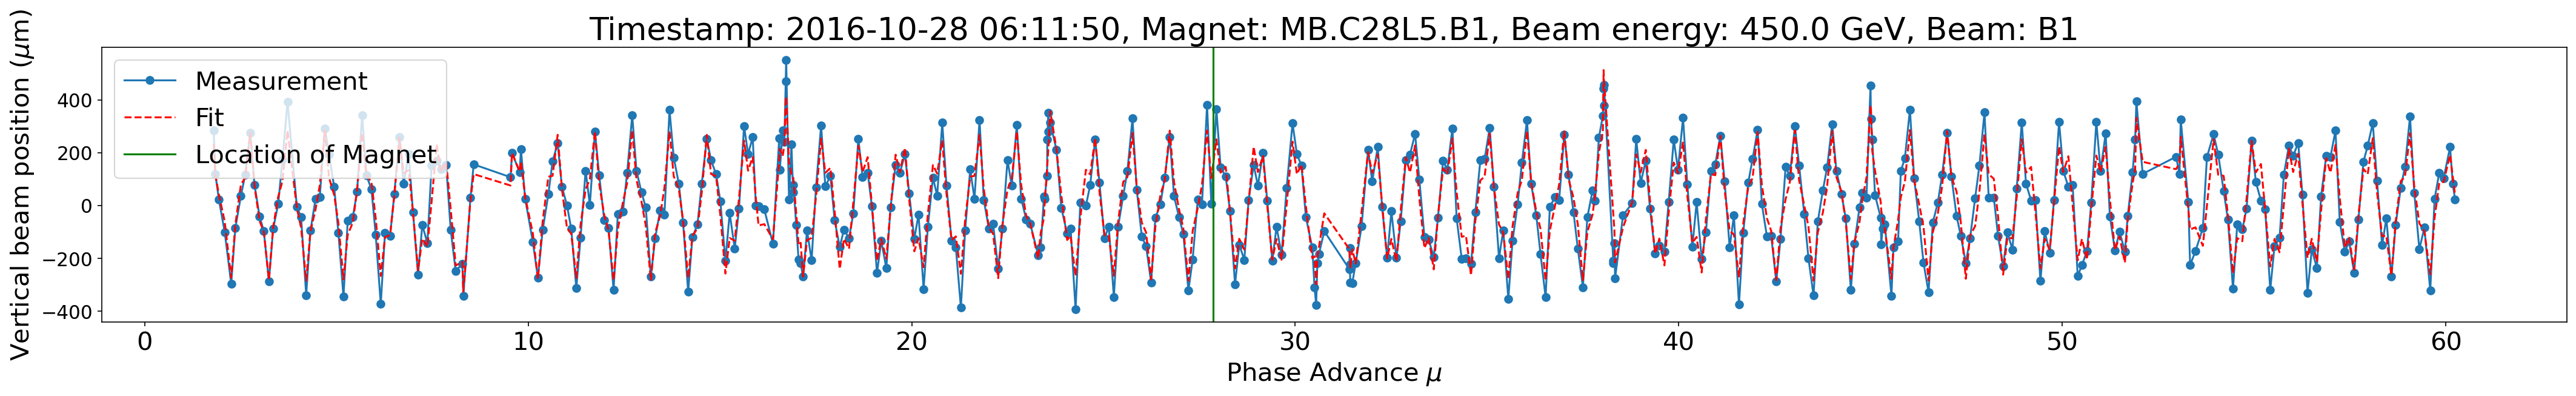 Timestamp: 2016-10-28 06:11:50, Magnet: MB.C28L5.B1, Beam energy: 450.0 GeV, Beam: B1
Vertical beam position (μm)
400
200
0
−200
−400
Measurement
Fit
Location of Magnet
0 10 20 30 40 50 60
Phase Advance μ